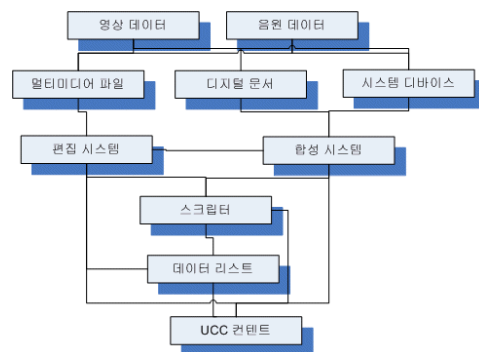 영상 데이터
음원 데이터
멀티미디어 파일
디지털 문서
시스템 디바이스
편집 시스템
합성 시스템
스크립터
데이터 리스트
UCC 컨텐트